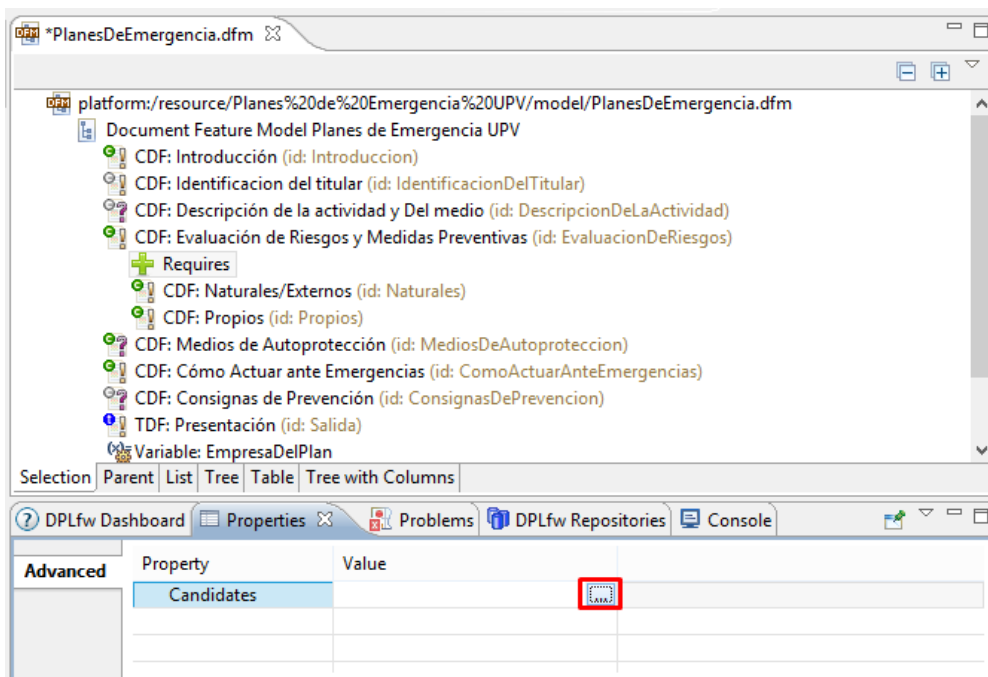 *PlanesDeEmergencia.dfm
platform:/resource/Planes%20de%20Emergencia%20UPV/model/PlanesDeEmergencia.dfm
Document Feature Model Planes de Emergencia UPV
CDF: Introducción (id: Introduccion)
CDF: Identificacion del titular (id: IdentificacionDelTitular)
CDF: Descripción de la actividad y Del medio (id: DescripcionDeLaActividad)
CDF: Evaluación de Riesgos y Medidas Preventivas (id: EvaluacionDeRiesgos)
Requires
CDF: Naturales/Externos (id: Naturales)
CDF: Propios (id: Propios)
CDF: Medios de Autoprotección (id: MediosDeAutoproteccion)
CDF: Cómo Actuar ante Emergencias (id: ComoActuarAnteEmergencias)
CDF: Consignas de Prevención (id: ConsignasDePrevencion)
TDF: Presentación (id: Salida)
Variable: EmpresaDelPlan
Selection Parent List Tree Table Tree with Columns
DPLfw Dashboard Properties Problems DPLfw Repositories Console
Advanced Property Value
Candidates ...